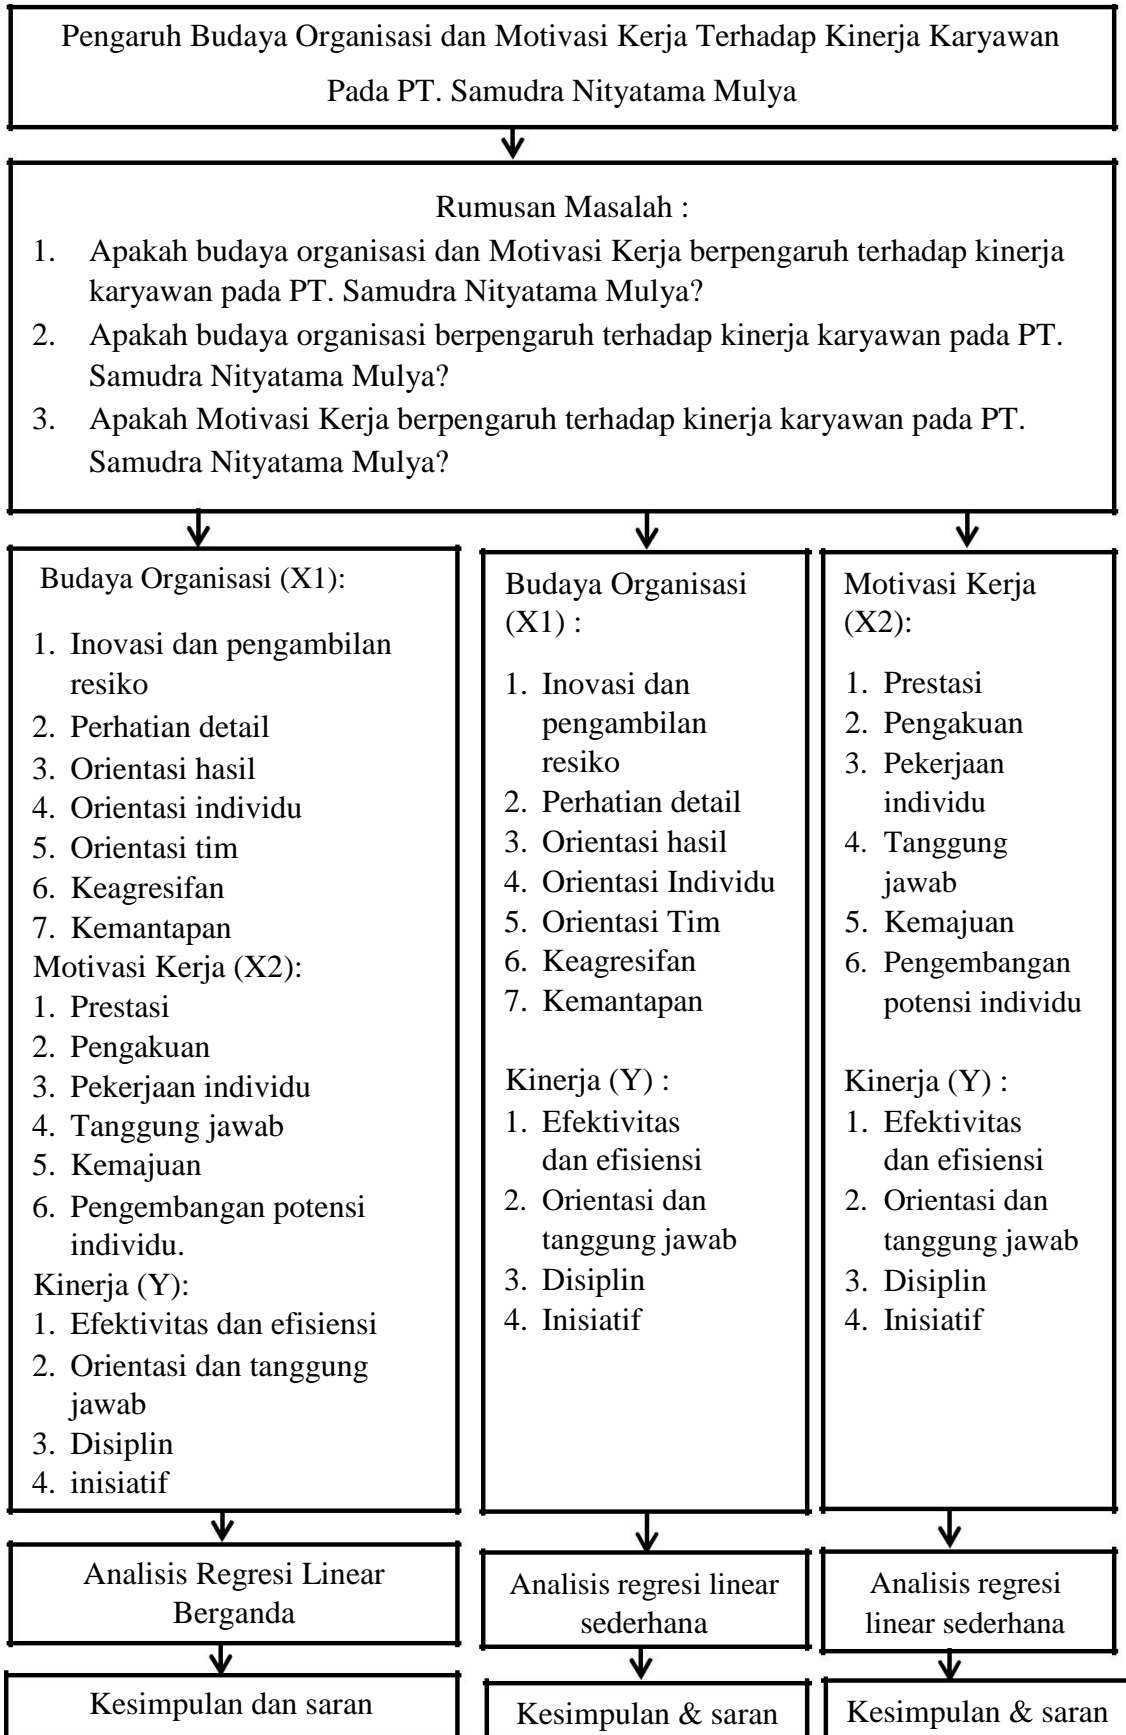 Pengaruh Budaya Organisasi dan Motivasi Kerja Terhadap Kinerja Karyawan
Pada PT. Samudra Nityatama Mulya
Rumusan Masalah :
1. Apakah budaya organisasi dan Motivasi Kerja berpengaruh terhadap kinerja
karyawan pada PT. Samudra Nityatama Mulya?
2. Apakah budaya organisasi berpengaruh terhadap kinerja karyawan pada PT.
Samudra Nityatama Mulya?
3. Apakah Motivasi Kerja berpengaruh terhadap kinerja karyawan pada PT.
Samudra Nityatama Mulya?
Budaya Organisasi (X1):
1. Inovasi dan pengambilan
resiko
2. Perhatian detail
3. Orientasi hasil
4. Orientasi individu
5. Orientasi tim
6. Keagresifan
7. Kemantapan
Motivasi Kerja (X2):
1. Prestasi
2. Pengakuan
3. Pekerjaan individu
4. Tanggung jawab
5. Kemajuan
6. Pengembangan potensi
individu.
Kinerja (Y):
1. Efektivitas dan efisiensi
2. Orientasi dan tanggung
jawab
3. Disiplin
4. inisiatif
Budaya Organisasi
(X1) :
1. Inovasi dan
pengambilan
resiko
2. Perhatian detail
3. Orientasi hasil
4. Orientasi Individu
5. Orientasi Tim
6. Keagresifan
7. Kemantapan
Kinerja (Y) :
1. Efektivitas
dan efisiensi
2. Orientasi dan
tanggung jawab
3. Disiplin
4. Inisiatif
Motivasi Kerja
(X2):
1. Prestasi
2. Pengakuan
3. Pekerjaan
individu
4. Tanggung
jawab
5. Kemajuan
6. Pengembangan
potensi individu
Kinerja (Y) :
1. Efektivitas
dan efisiensi
2. Orientasi dan
tanggung jawab
3. Disiplin
4. Inisiatif
Analisis Regresi Linear
Berganda
Analisis regresi linear
sederhana
Analisis regresi
linear sederhana
Kesimpulan dan saran
Kesimpulan & saran
Kesimpulan & saran